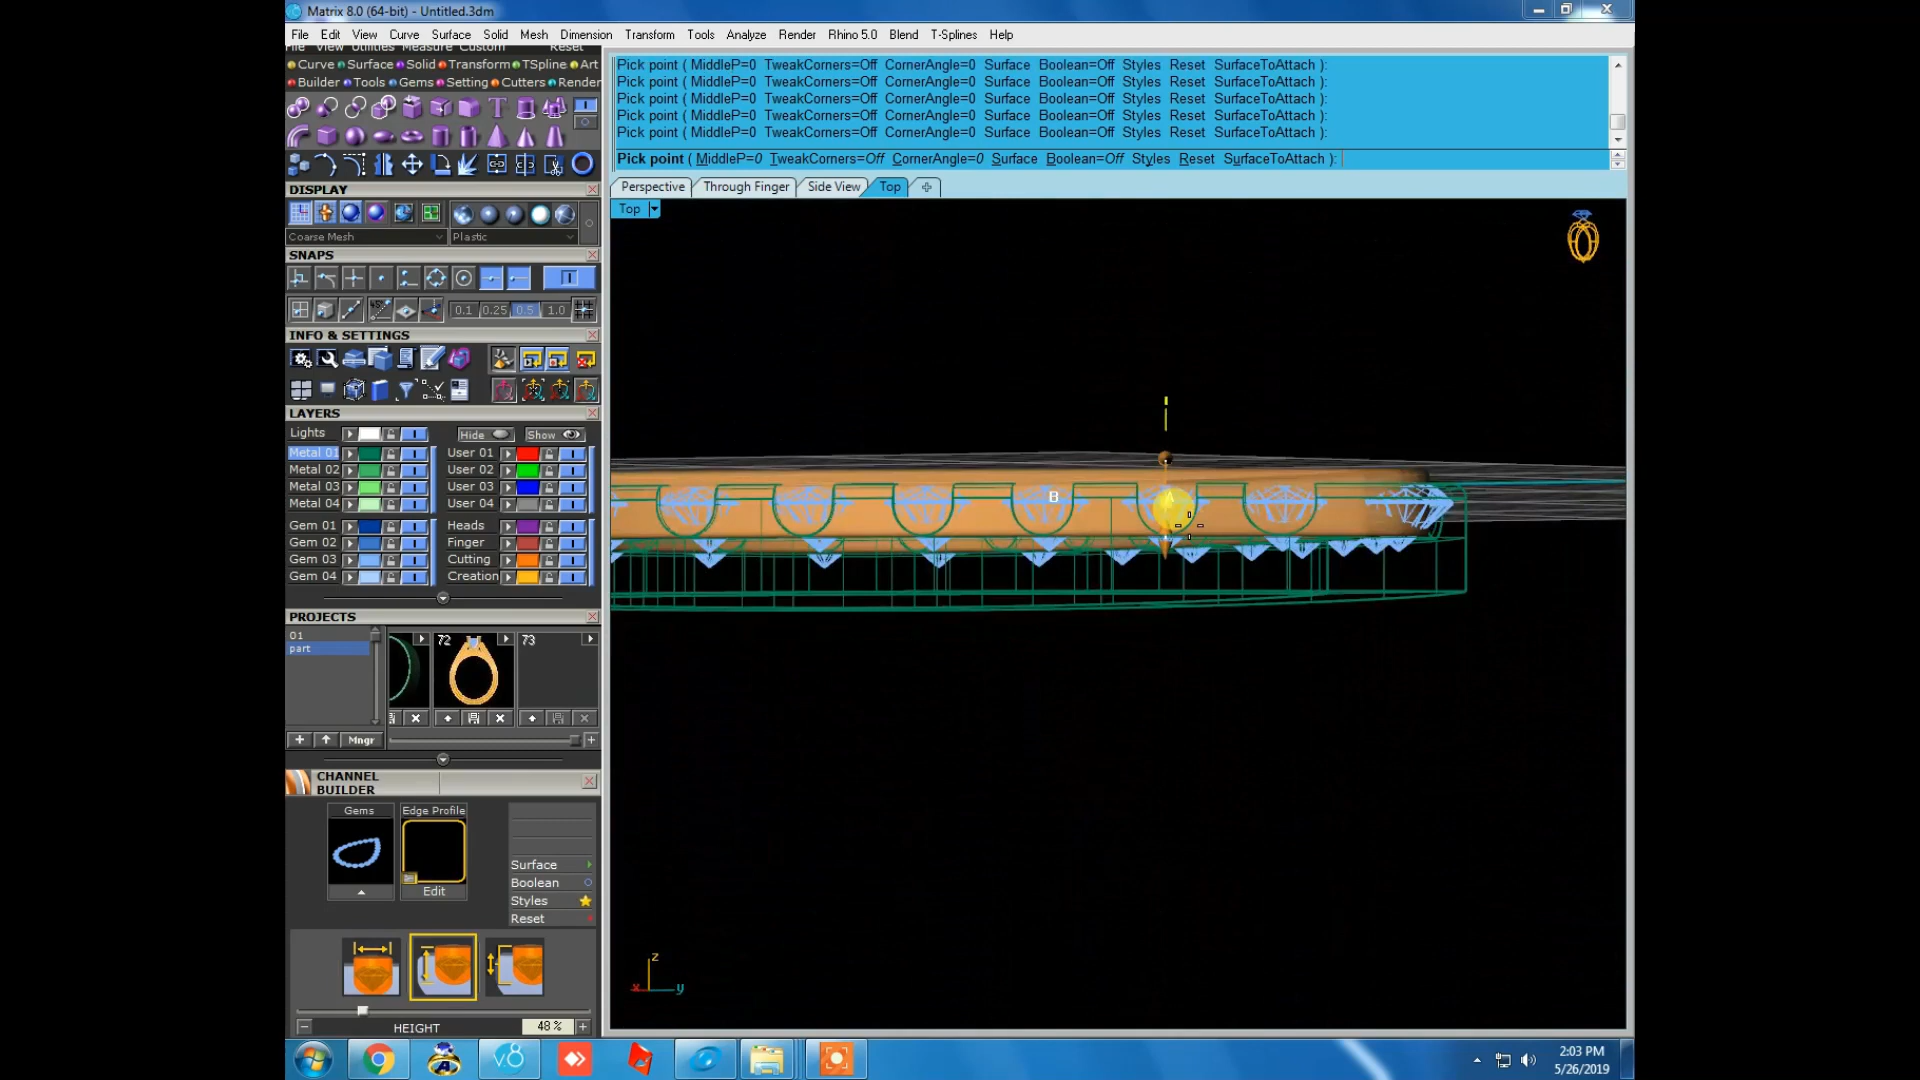 Matrix 8.0 (64-bit) - Untitled.3dm
File Edit View Curve Surface Solid Mesh Dimension Transform Tools Analyze Render Rhino 5.0 Blend T-Splines Help
File View Utilities Measure Custom Reset
Curve Surface Solid Transform TSpline Art
Builder Tools Gems Setting Cutters Render
Pick point ( MiddleP=0 TweakCorners=Off CornerAngle=0 Surface Boolean=Off Styles Reset SurfaceToAttach ):
Pick point ( MiddleP=0 TweakCorners=Off CornerAngle=0 Surface Boolean=Off Styles Reset SurfaceToAttach ):
Pick point ( MiddleP=0 TweakCorners=Off CornerAngle=0 Surface Boolean=Off Styles Reset SurfaceToAttach ):
Pick point ( MiddleP=0 TweakCorners=Off CornerAngle=0 Surface Boolean=Off Styles Reset SurfaceToAttach ):
Pick point ( MiddleP=0 TweakCorners=Off CornerAngle=0 Surface Boolean=Off Styles Reset SurfaceToAttach ):
Pick point ( MiddleP=0 TweakCorners=Off CornerAngle=0 Surface Boolean=Off Styles Reset SurfaceToAttach ):
Perspective Through Finger Side View Top
Top
DISPLAY
Coarse Mesh Plastic
SNAPS
0.1 0.25 0.5 1.0
INFO & SETTINGS
LAYERS
Lights Hide Show
Metal 01 User 01
Metal 02 User 02
Metal 03 User 03
Metal 04 User 04
Gem 01 Heads
Gem 02 Finger
Gem 03 Cutting
Gem 04 Creation
B A
PROJECTS
01
part
72 73
Mngr
CHANNEL
BUILDER
Gems Edge Profile
Surface
Boolean
Edit
Styles
Reset
HEIGHT 48 %
z
x y
v8
2:03 PM
5/26/2019